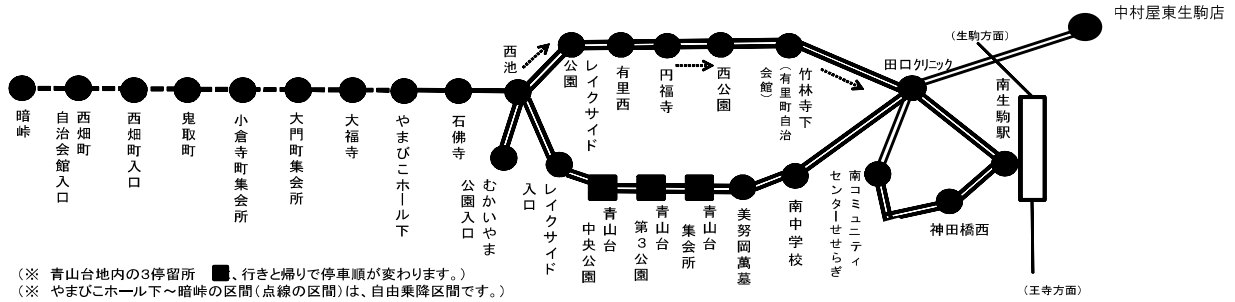 中村屋東生駒店
(生駒方面)
田口クリニック
南生駒駅
西池
公園
レイクサイド
有里西
円福寺
西公園
竹林寺下
(有里町自治
会館)
暗峠
西畑町
自治会館入口
西畑町入口
鬼取町
小倉寺町集会所
大門町集会所
大福寺
やまびこホール下
石佛寺
むかいやま
公園入口
レイクサイド
入口
青山台
中央公園
青山台
第3公園
青山台
集会所
美努岡萬墓
南中学校
南コミュニティ
センターせせらぎ
神田橋西
(王寺方面)
(※ 青山台地内の3停留所 ■は、行きと帰りで停車順が変わります。)
(※ やまびこホール下~暗峠の区間(点線の区間)は、自由乗降区間です。)